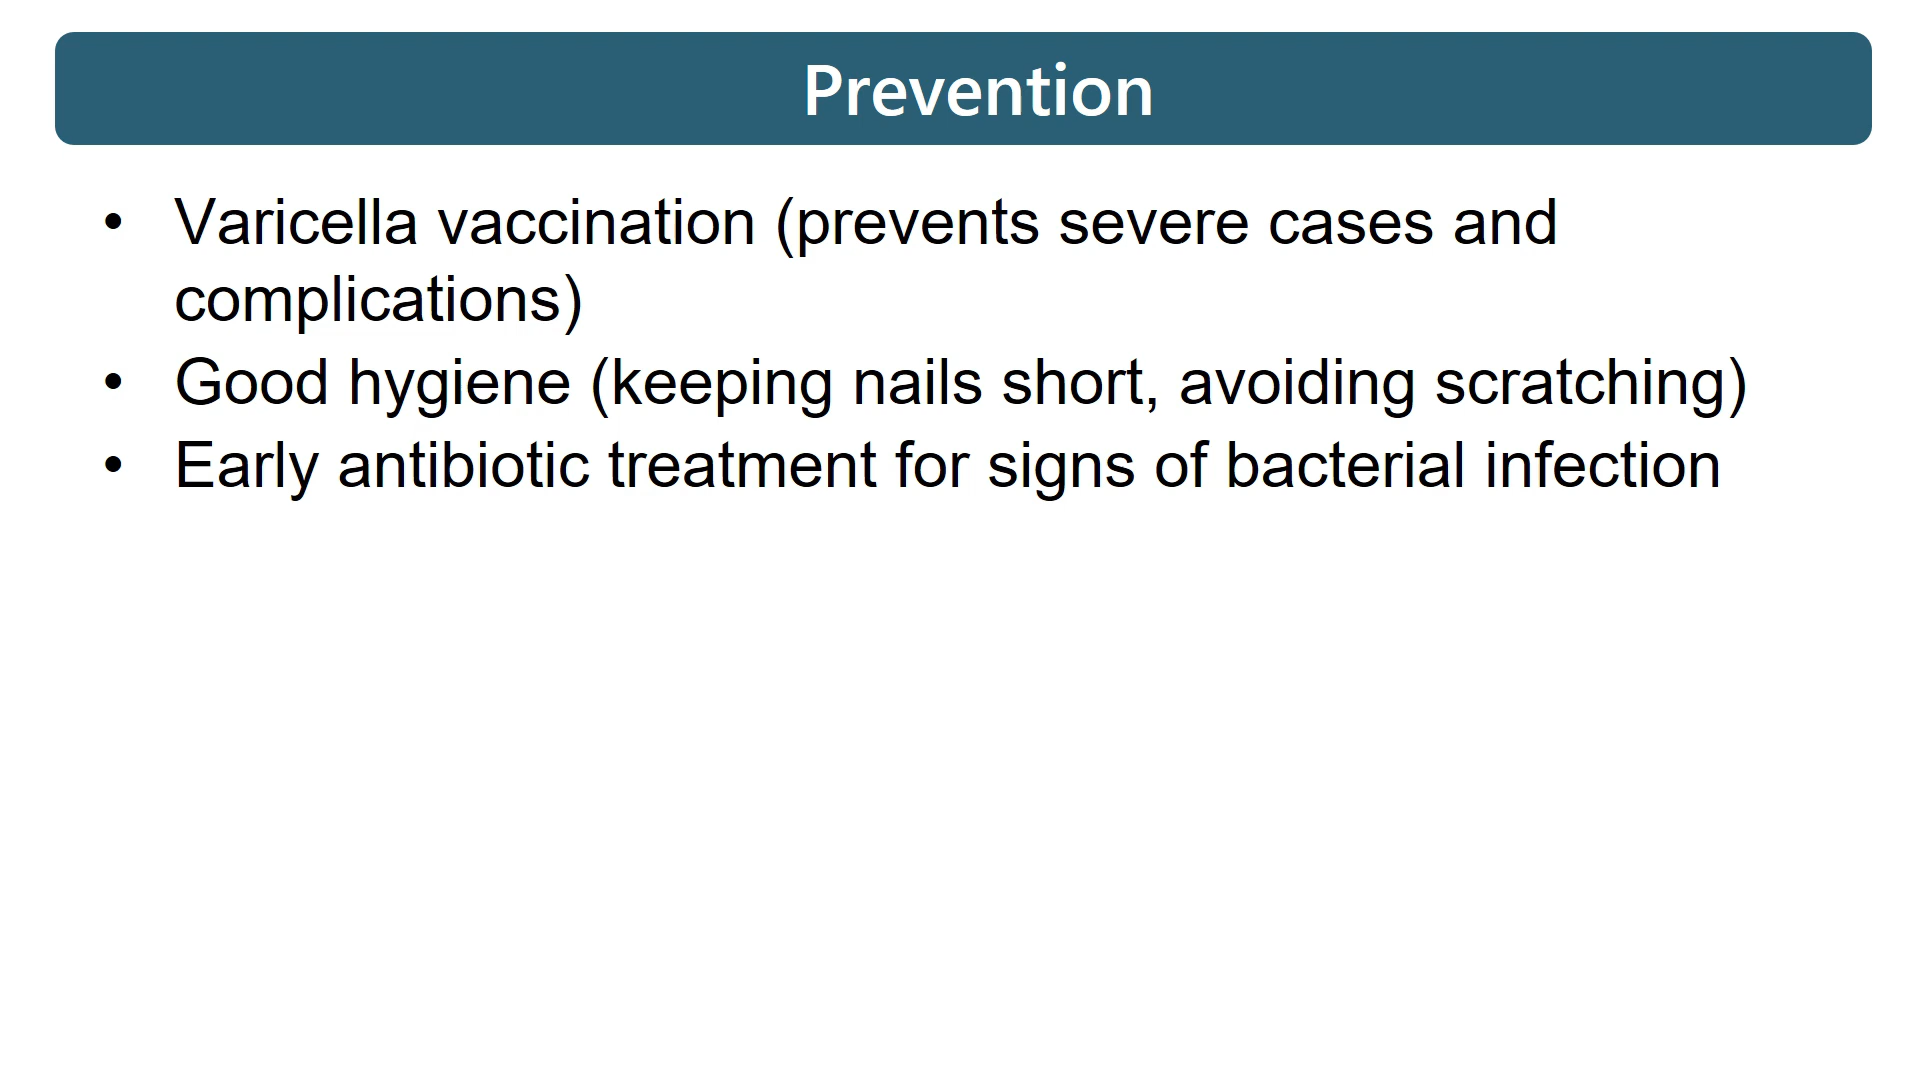 Prevention
• Varicella vaccination (prevents severe cases and
complications)
• Good hygiene (keeping nails short, avoiding scratching)
• Early antibiotic treatment for signs of bacterial infection